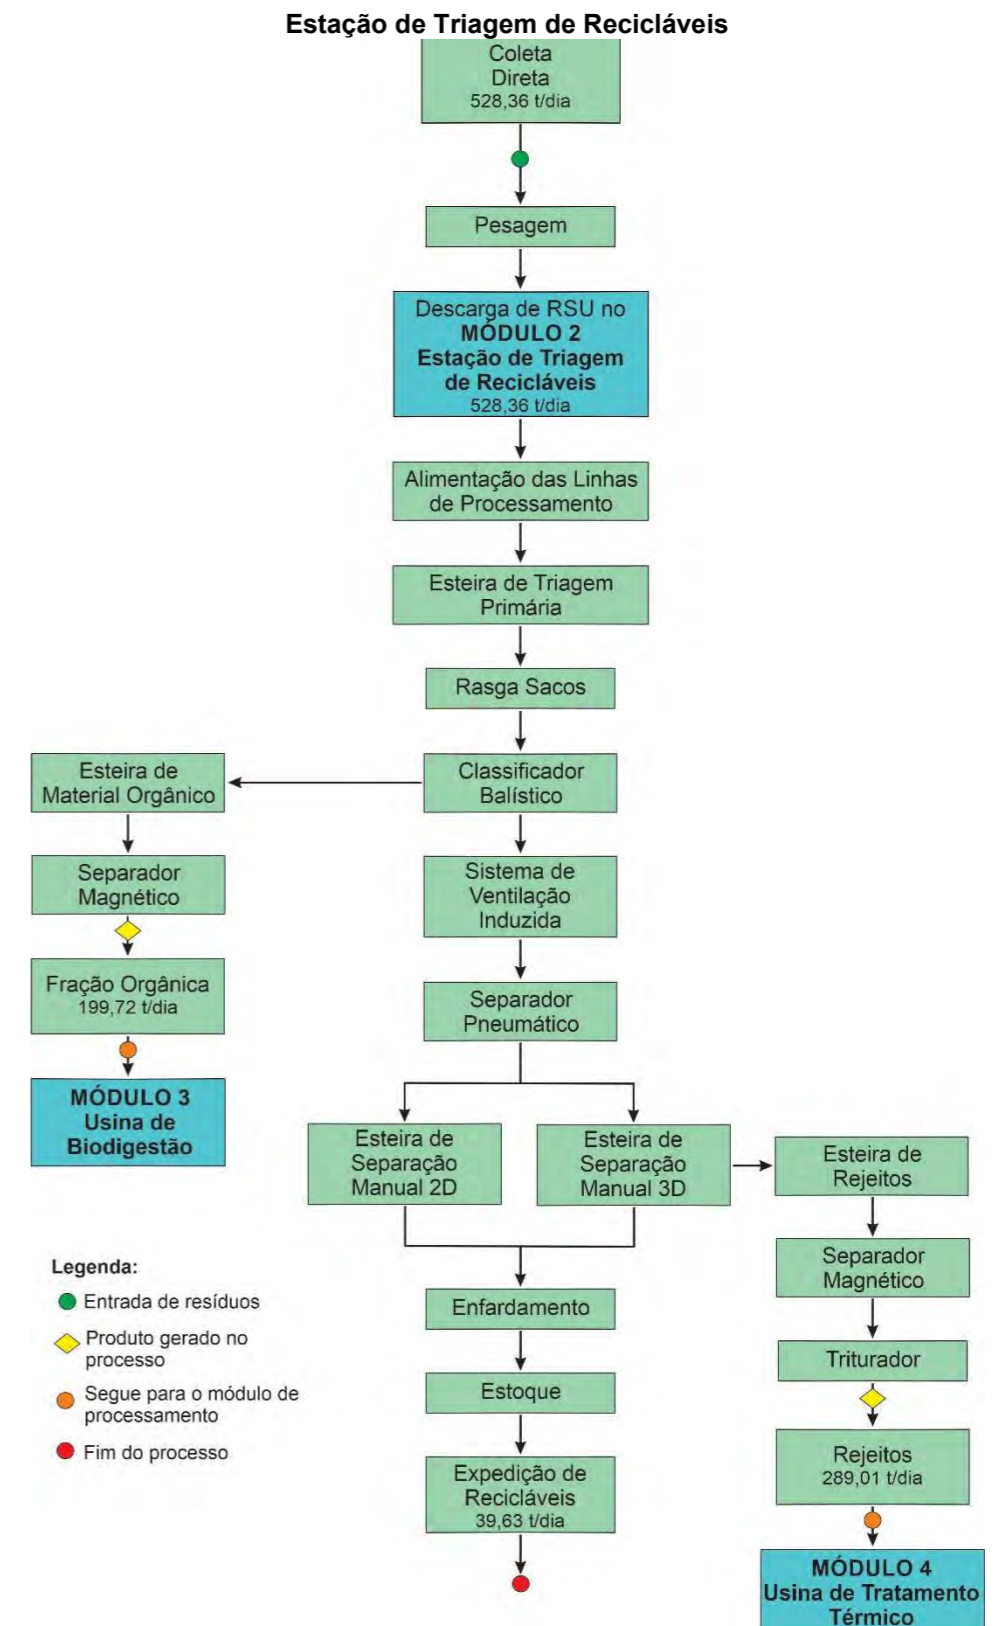 Estação de Triagem de Recicláveis
Coleta
Direta
528,36 t/dia
Pesagem
Descarga de RSU no
MÓDULO 2
Estação de Triagem
de Recicláveis
528,36 t/dia
Alimentação das Linhas
de Processamento
Esteira de Triagem
Primária
Rasga Sacos
Classificador
Balístico
Esteira de
Material Orgânico
Separador
Magnético
Fração Orgânica
199,72 t/dia
MÓDULO 3
Usina de
Biodigestão
Sistema de
Ventilação
Induzida
Separador
Pneumático
Esteira de
Separação
Manual 2D
Esteira de
Separação
Manual 3D
Esteira de
Rejeitos
Separador
Magnético
Triturador
Rejeitos
289,01 t/dia
MÓDULO 4
Usina de Tratamento
Térmico
Enfardamento
Estoque
Expedição de
Recicláveis
39,63 t/dia
Legenda:
Entrada de resíduos
Produto gerado no
processo
Segue para o módulo de
processamento
Fim do processo